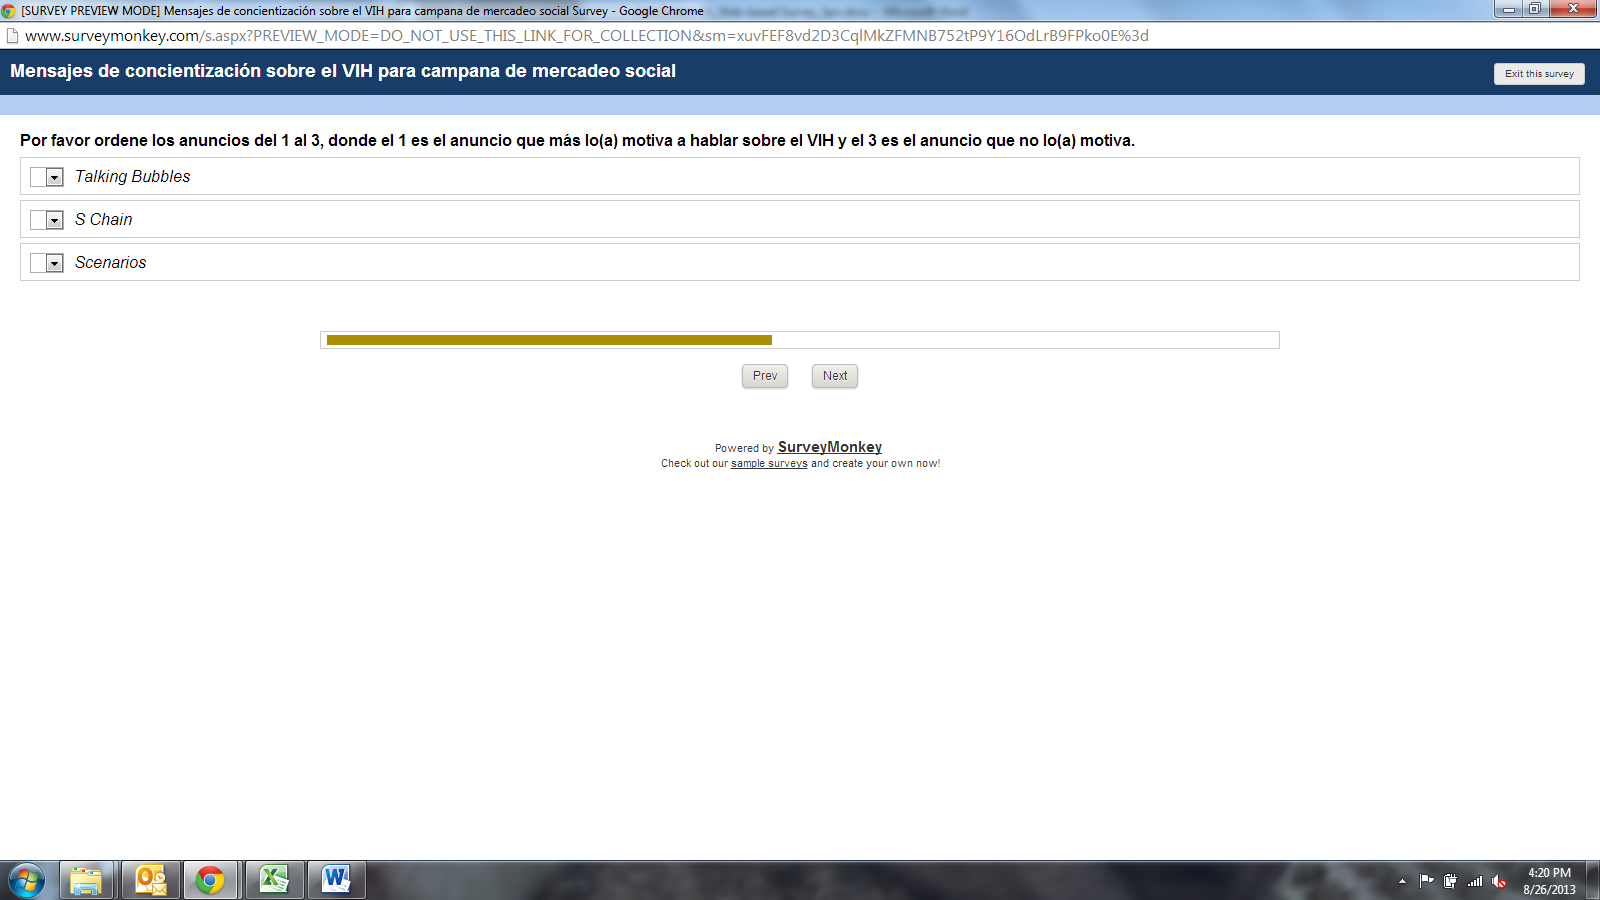 [SURVEY PREVIEW MODE] Mensajes de concientización sobre el VIH para campana de mercadeo social Survey - Google Chrome
www.surveymonkey.com/s.aspx?PREVIEW_MODE=DO_NOT_USE_THIS_LINK_FOR_COLLECTION&sm=xuvFEF8vd2D3CqlMkZFMNB752tP9Y16OdLrB9FPko0E%3d
Mensajes de concientización sobre el VIH para campana de mercadeo social
Exit this survey
Por favor ordene los anuncios del 1 al 3, donde el 1 es el anuncio que más lo(a) motiva a hablar sobre el VIH y el 3 es el anuncio que no lo(a) motiva.
Talking Bubbles
S Chain
Scenarios
Prev Next
Powered by SurveyMonkey
Check out our sample surveys and create your own now!
4:20 PM
8/26/2013